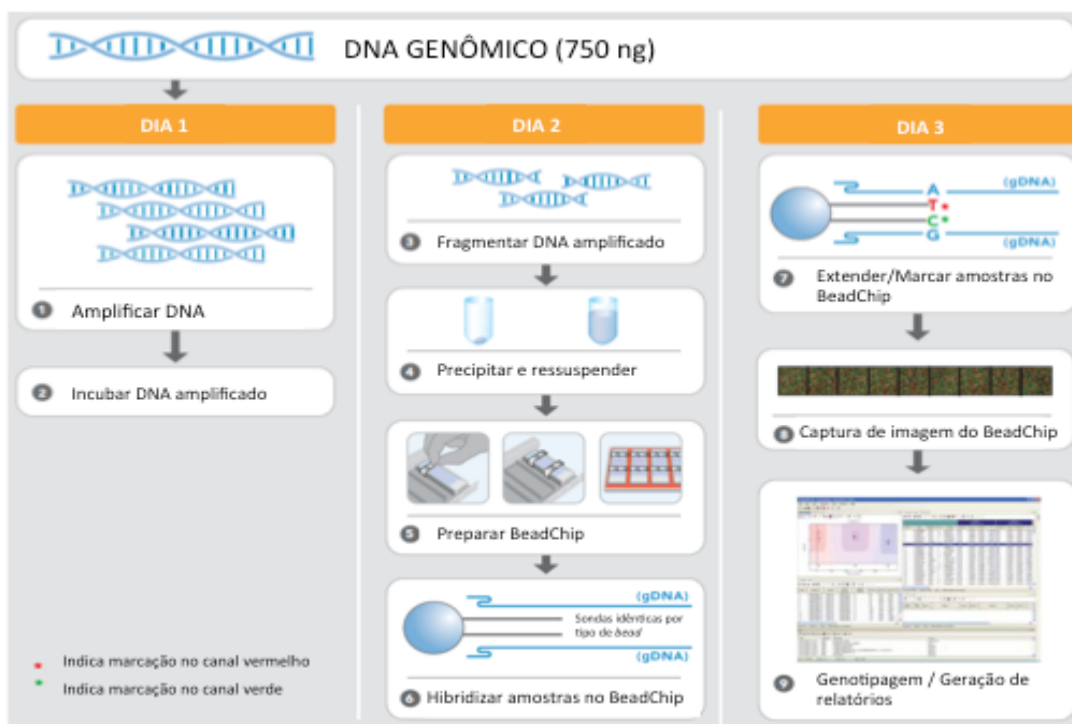 DNA GENÔMICO (750 ng)
DIA 1
1 Amplificar DNA
2 Incubar DNA amplificado
Indica marcação no canal vermelho
Indica marcação no canal verde
DIA 2
3 Fragmentar DNA amplificado
4 Precipitar e ressuspender
5 Preparar BeadChip
(gDNA)
Sondas idênticas por
tipo de bead
(gDNA)
6 Hibridizar amostras no BeadChip
DIA 3
A (gDNA)
T
C
G (gDNA)
7 Extender/Marcar amostras no
BeadChip
8 Captura de imagem do BeadChip
9 Genotipagem / Geração de
relatórios